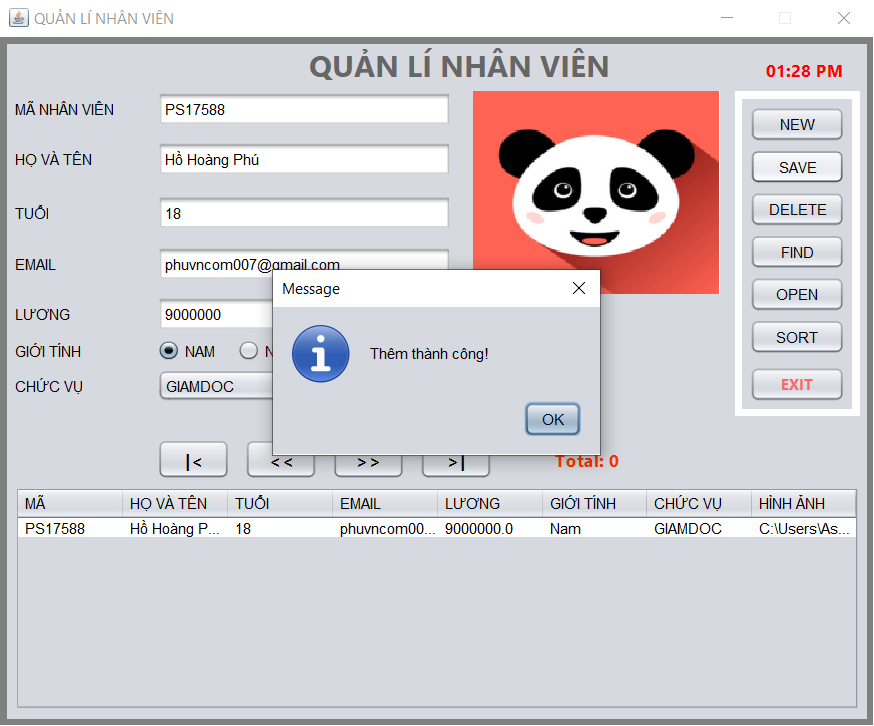 QUẢN LÍ NHÂN VIÊN
QUẢN LÍ NHÂN VIÊN
01:28 PM
MÃ NHÂN VIÊN PS17588
HỌ VÀ TÊN Hồ Hoàng Phú
TUỔI 18
EMAIL phuvncom007@gmail.com
LƯƠNG 9000000
GIỚI TÍNH NAM N
CHỨC VỤ GIAMDOC
NEW
SAVE
DELETE
FIND
OPEN
SORT
EXIT
Message
Thêm thành công!
OK
|< << >> >|
Total: 0
MÃ HỌ VÀ TÊN TUỔI EMAIL LƯƠNG GIỚI TÍNH CHỨC VỤ HÌNH ẢNH
PS17588 Hồ Hoàng P... 18 phuvncom00... 9000000.0 Nam GIAMDOC C:\Users\As...